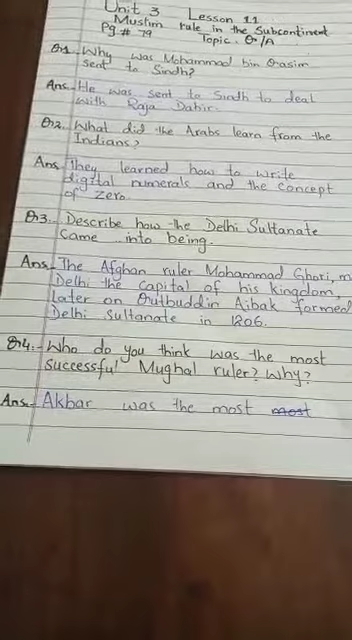 Unit 3 Lesson 11
Muslim rule in the Subcontinent
Pg # 79 Topic. Q/A
Q1. Why was Mohammad bin Qasim
sent to Sindh?
Ans. He was sent to Sindh to deal
with Raja Dahir.
Q2. What did the Arabs learn from the
Indians?
Ans. They learned how to write
digital numerals and the concept
of zero.
Q3. Describe how the Delhi Sultanate
came into being.
Ans. The Afghan ruler Mohammad Ghori,
Delhi the capital of his kingdom,
later on Qutbuddin Aibak formed
Delhi Sultanate in 1206.
Q4. Who do you think was the most
successful Mughal ruler? Why?
Ans. Akbar was the most most